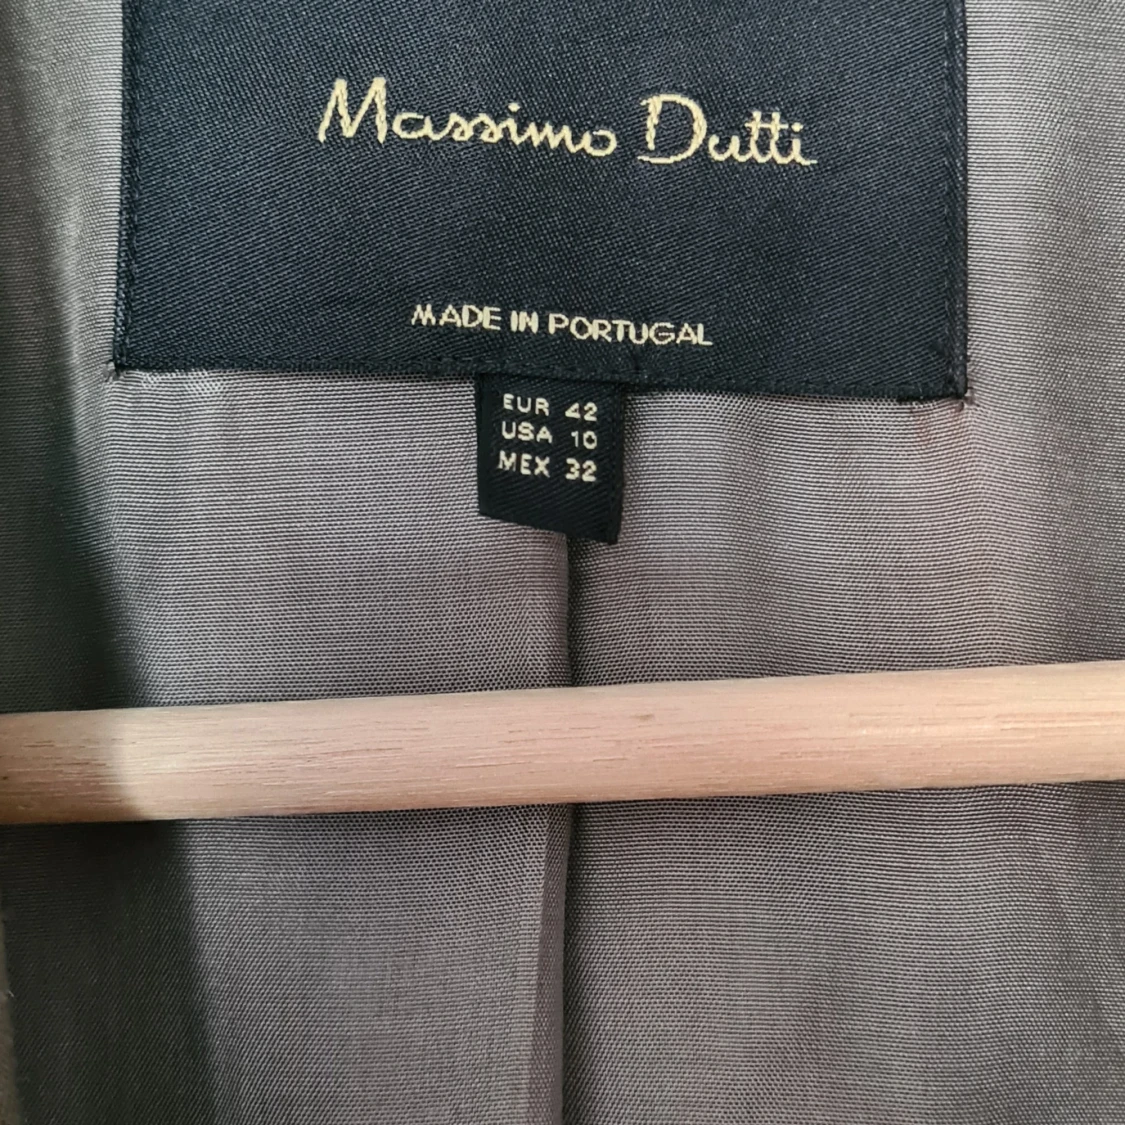 Massimo Dutti
MADE IN PORTUGAL
EUR 42
USA 10
MEX 32